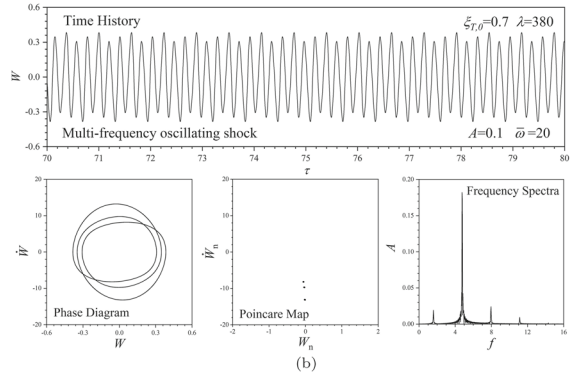 Time History
ξT,0=0.7 λ=380
0.6
0.3
0.0
-0.3
-0.6
W
Multi-frequency oscillating shock
A=0.1 ω̅=20
70 71 72 73 74 75 76 77 78 79 80
τ
20
10
0
-10
-20
Ẇ
Phase Diagram
-0.6 -0.3 0.0 0.3 0.6
W
20
10
0
-10
-20
Ẇn
Poincare Map
-2 -1 0 1 2
Wn
Frequency Spectra
0.20
0.15
0.10
0.05
0.00
A
0 4 8 12 16
f
(b)